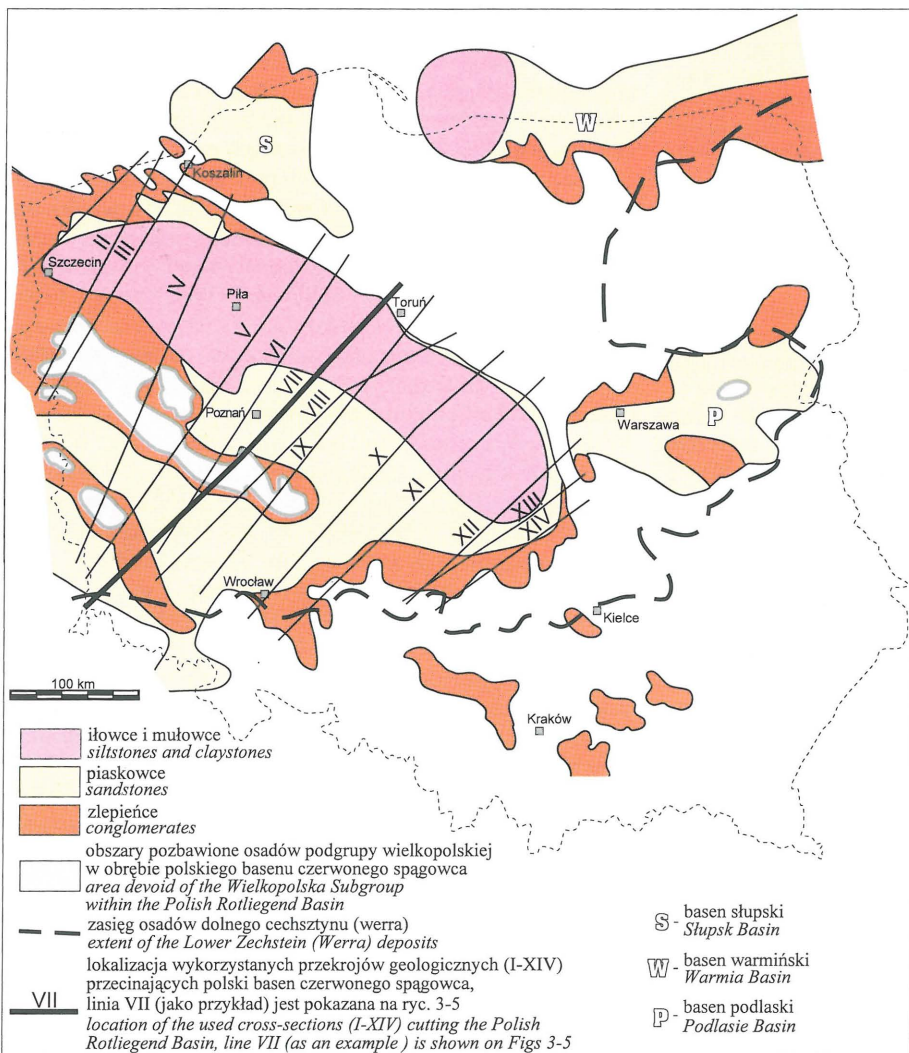 W
S
Koszalin
I
II
III
Szczecin
IV
Piła
Toruń
V
VI
VII
Poznań
VIII
Warszawa
P
IX
X
XI
XII
XIII
XIV
Wrocław
Kielce
Kraków
100 km
iłowce i mułowce
siltstones and claystones
piaskowce
sandstones
zlepieńce
conglomerates
obszary pozbawione osadów podgrupy wielkopolskiej
w obrębie polskiego basenu czerwonego spągowca
area devoid of the Wielkopolska Subgroup
within the Polish Rotliegend Basin
zasięg osadów dolnego cechsztynu (werra)
extent of the Lower Zechstein (Werra) deposits
VII
lokalizacja wykorzystanych przekrojów geologicznych (I-XIV)
przecinających polski basen czerwonego spągowca,
linia VII (jako przykład) jest pokazana na ryc. 3-5
location of the used cross-sections (I-XIV) cutting the Polish
Rotliegend Basin, line VII (as an example ) is shown on Figs 3-5
S - basen słupski
Słupsk Basin
W - basen warmiński
Warmia Basin
P - basen podlaski
Podlasie Basin